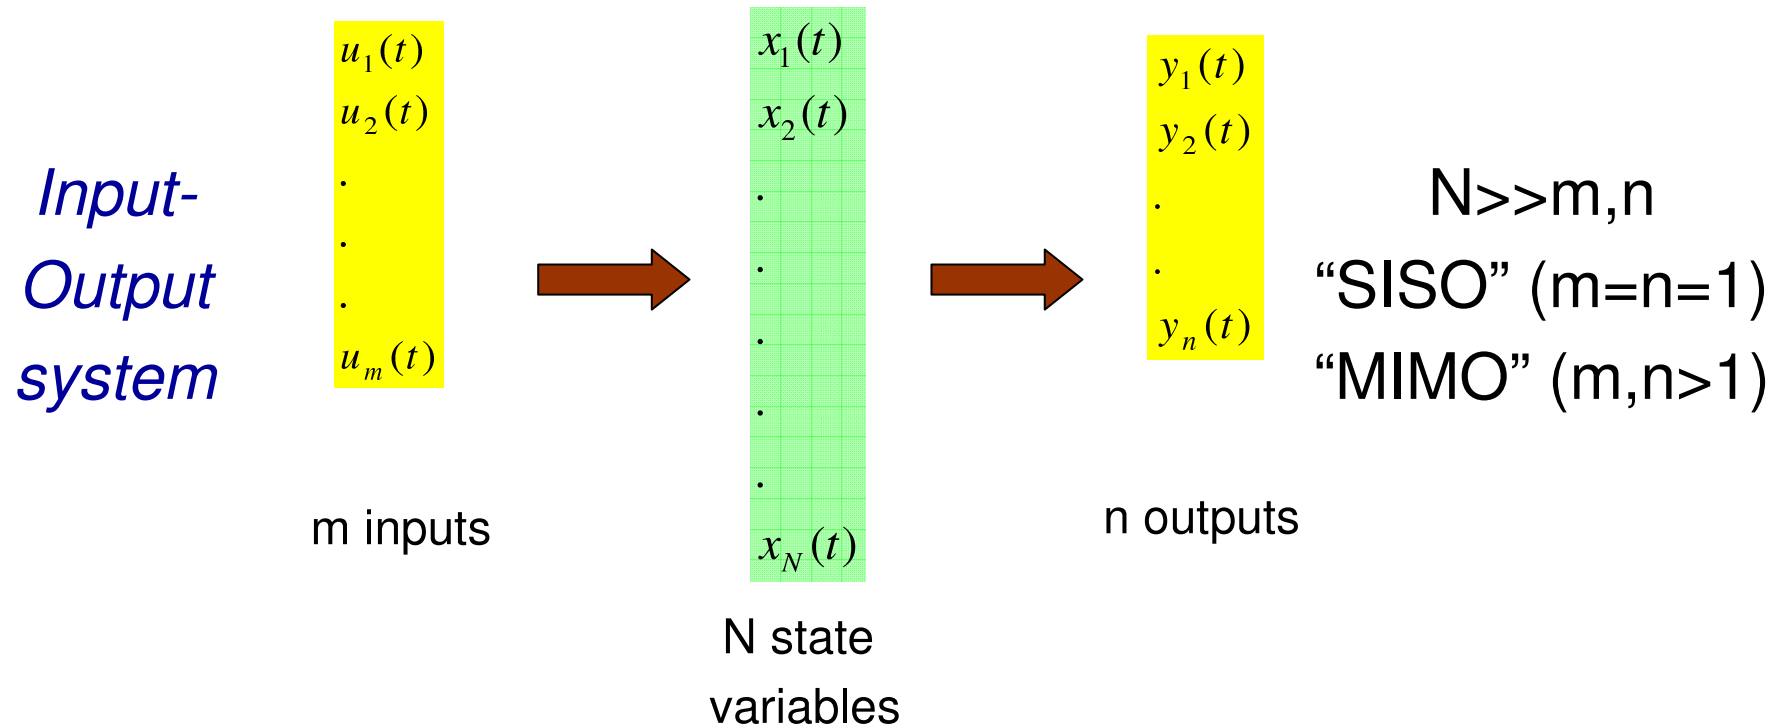 Input-
Output
system
u₁(t)
u₂(t)
.
.
.
uₘ(t)
m inputs
x₁(t)
x₂(t)
.
.
.
.
.
x_N(t)
N state
variables
y₁(t)
y₂(t)
.
.
yₙ(t)
n outputs
N>>m,n
“SISO” (m=n=1)
“MIMO” (m,n>1)